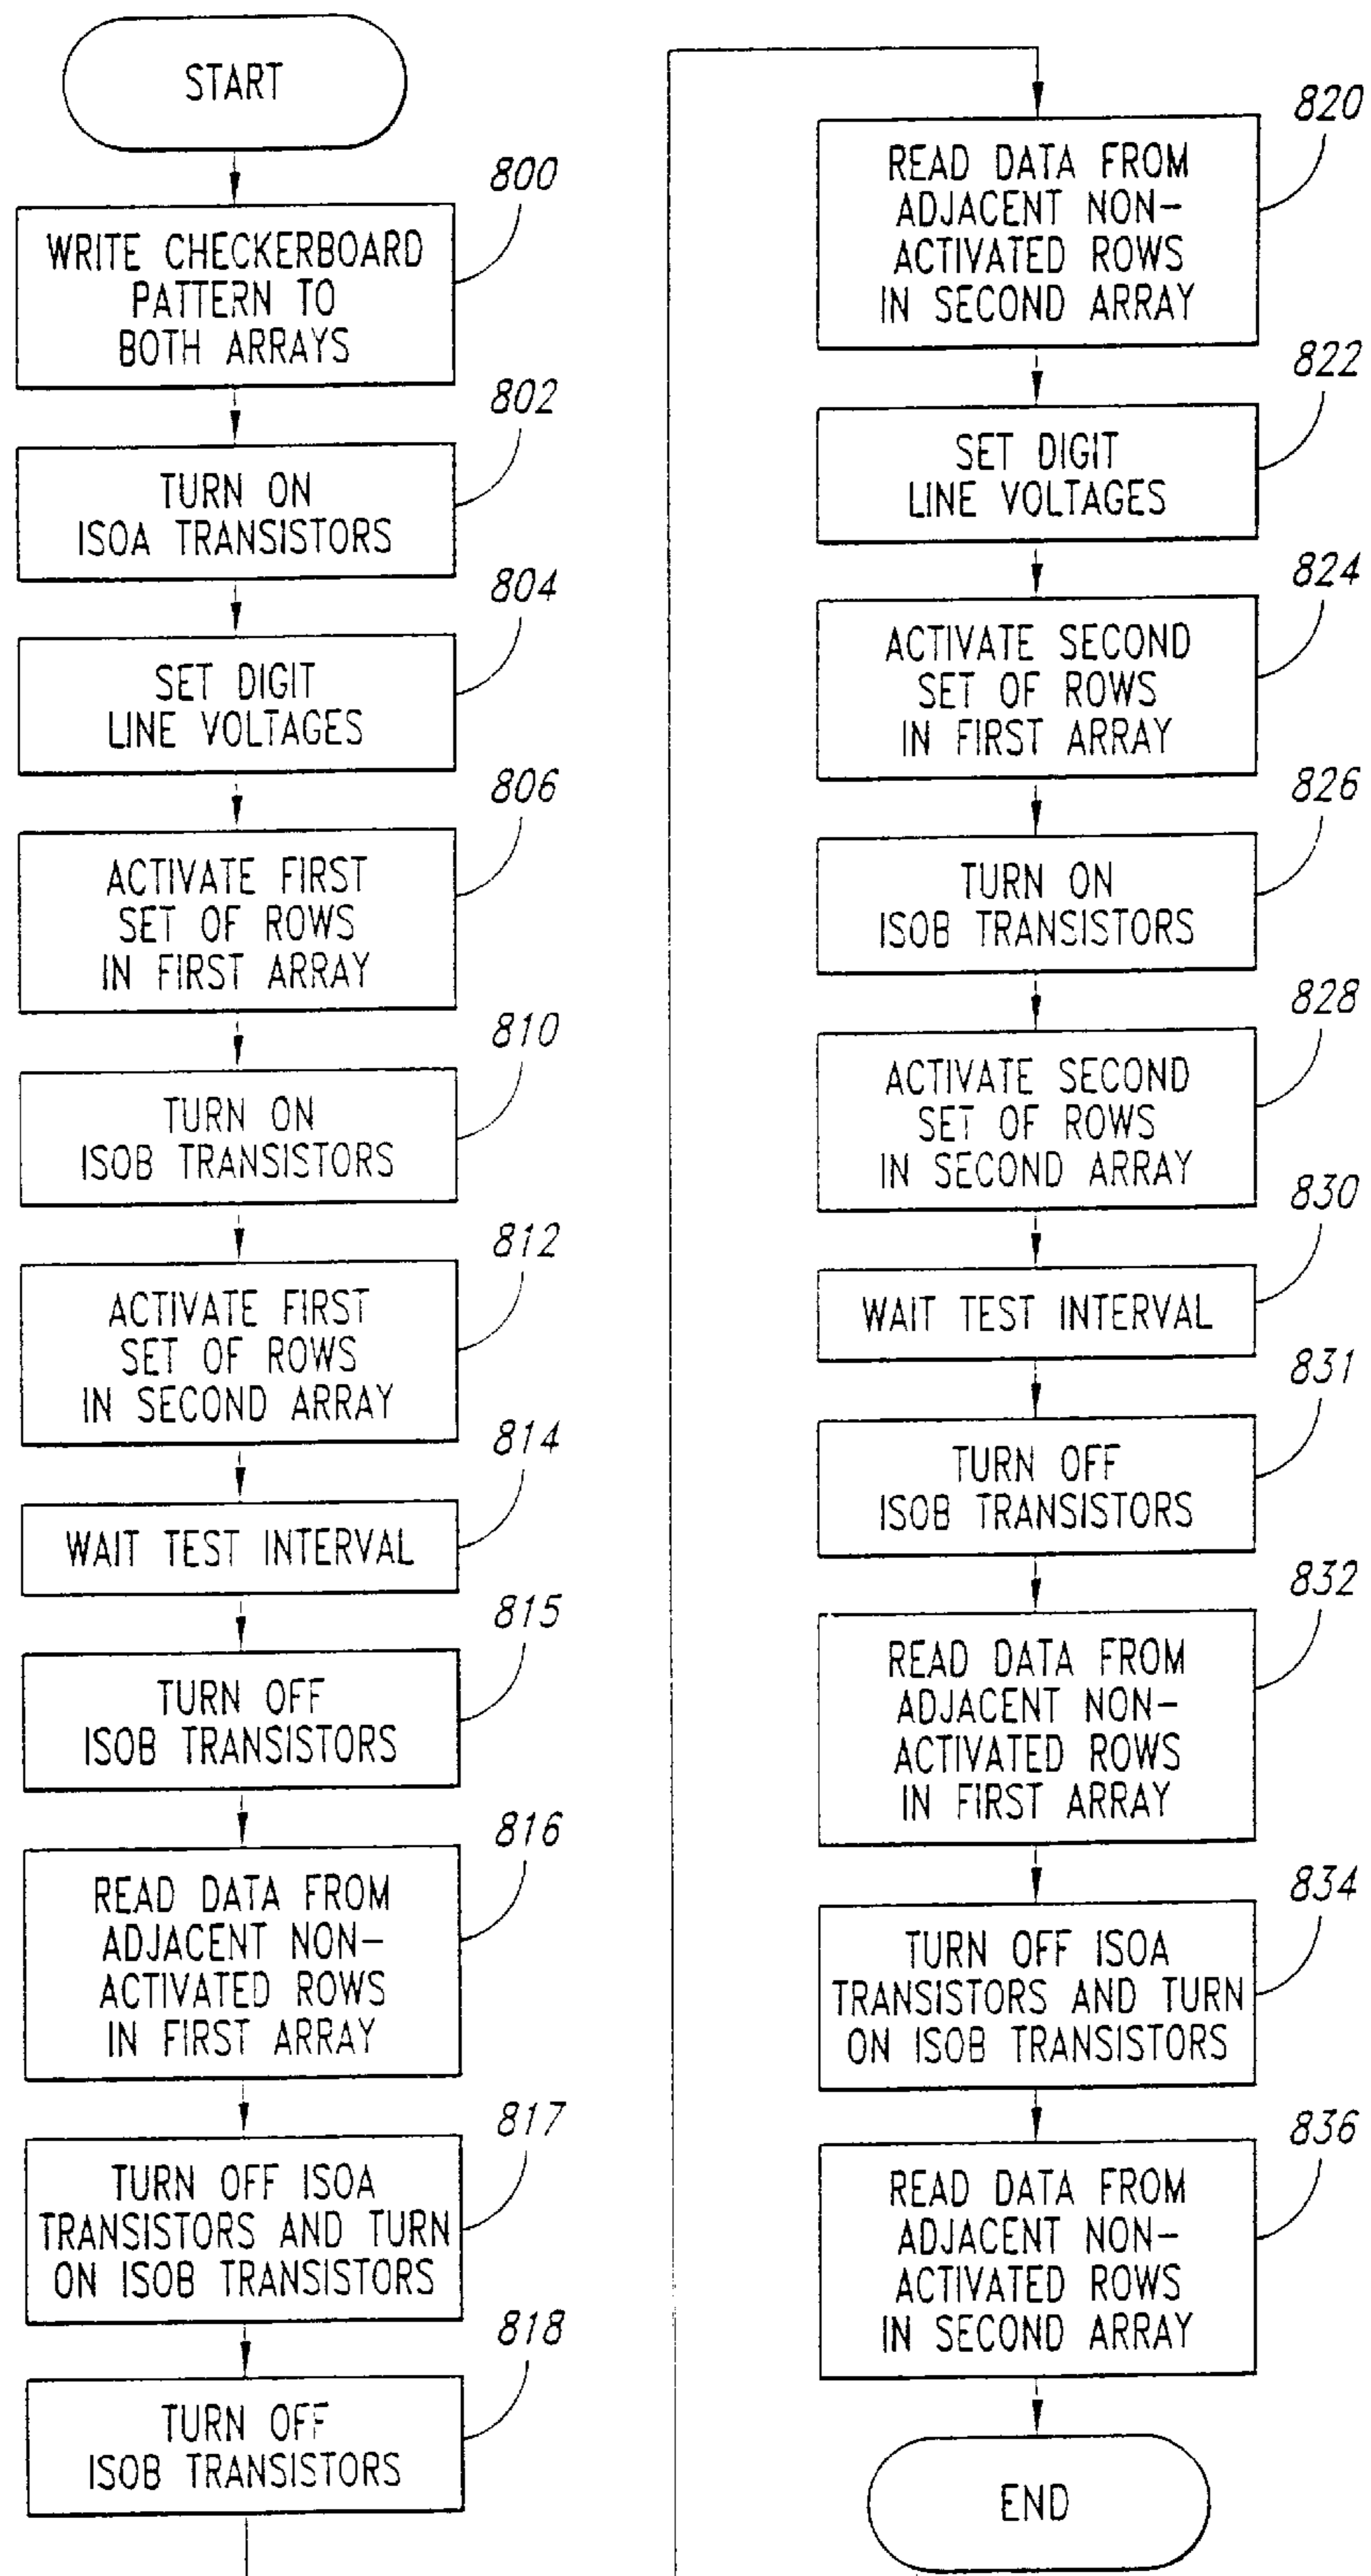 START
800
WRITE CHECKERBOARD
PATTERN TO
BOTH ARRAYS
802
TURN ON
ISOA TRANSISTORS
804
SET DIGIT
LINE VOLTAGES
806
ACTIVATE FIRST
SET OF ROWS
IN FIRST ARRAY
810
TURN ON
ISOB TRANSISTORS
812
ACTIVATE FIRST
SET OF ROWS
IN SECOND ARRAY
814
WAIT TEST INTERVAL
815
TURN OFF
ISOB TRANSISTORS
816
READ DATA FROM
ADJACENT NON-
ACTIVATED ROWS
IN FIRST ARRAY
817
TURN OFF ISOA
TRANSISTORS AND TURN
ON ISOB TRANSISTORS
818
TURN OFF
ISOB TRANSISTORS
820
READ DATA FROM
ADJACENT NON-
ACTIVATED ROWS
IN SECOND ARRAY
822
SET DIGIT
LINE VOLTAGES
824
ACTIVATE SECOND
SET OF ROWS
IN FIRST ARRAY
826
TURN ON
ISOB TRANSISTORS
828
ACTIVATE SECOND
SET OF ROWS
IN SECOND ARRAY
830
WAIT TEST INTERVAL
831
TURN OFF
ISOB TRANSISTORS
832
READ DATA FROM
ADJACENT NON-
ACTIVATED ROWS
IN FIRST ARRAY
834
TURN OFF ISOA
TRANSISTORS AND TURN
ON ISOB TRANSISTORS
836
READ DATA FROM
ADJACENT NON-
ACTIVATED ROWS
IN SECOND ARRAY
END